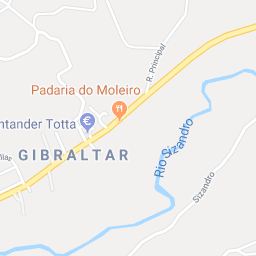 R. Principal
Padaria do Moleiro
ntander Totta
GIBRALTAR
Rio Sizandro
Sizandro